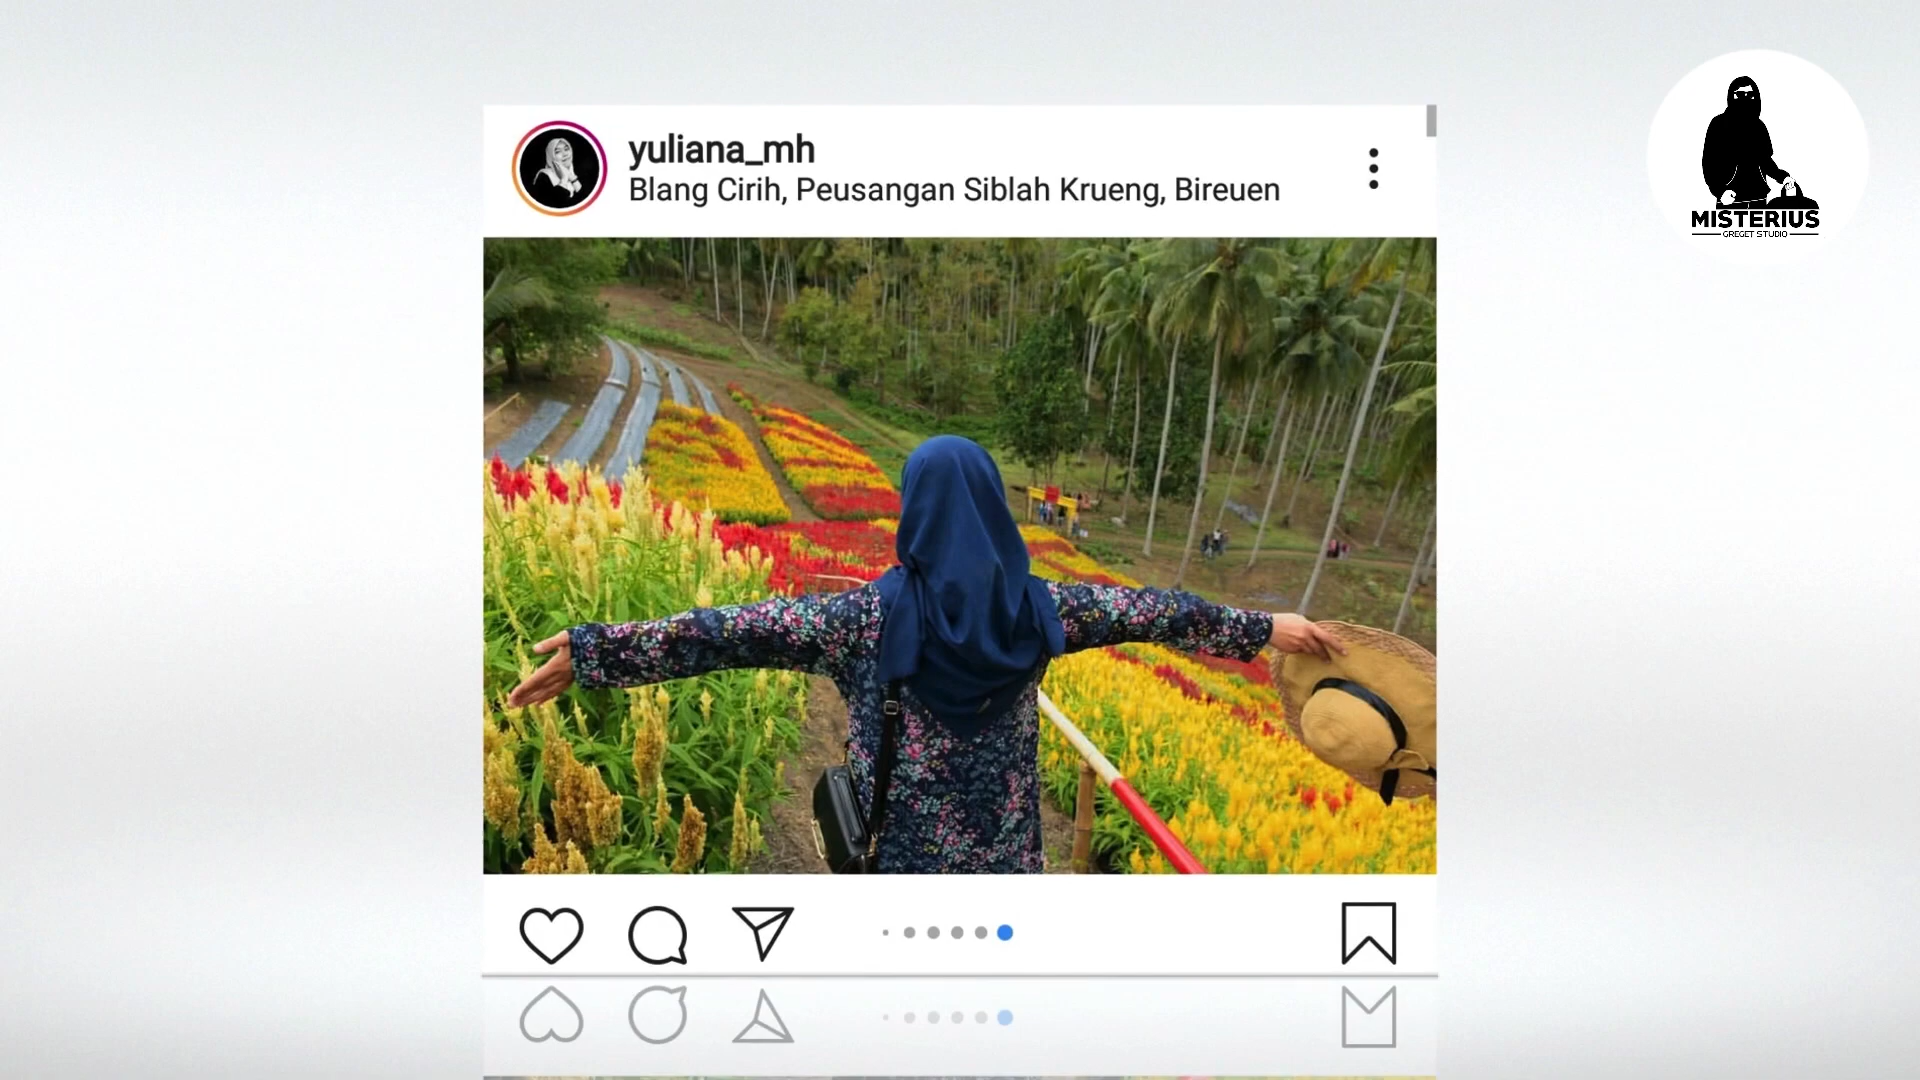 yuliana_mh
Blang Cirih, Peusangan Siblah Krueng, Bireuen
MISTERIUS
GREGET STUDIO